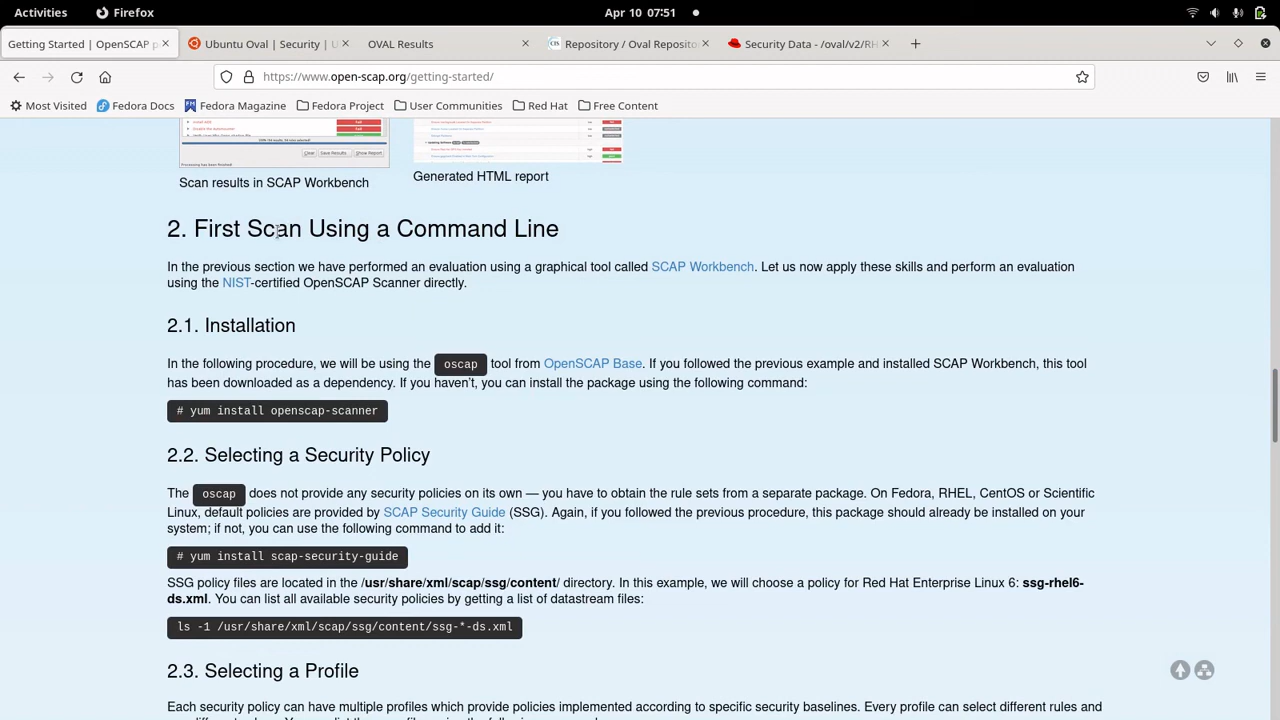 Activities Firefox Apr 10 07:51
Getting Started | OpenSCAP p Ubuntu Oval | Security | U OVAL Results Repository / Oval Reposito Security Data - /oval/v2/RH
https://www.open-scap.org/getting-started/
Most Visited Fedora Docs Fedora Magazine Fedora Project User Communities Red Hat Free Content
Scan results in SCAP Workbench
Generated HTML report
2. First Scan Using a Command Line
In the previous section we have performed an evaluation using a graphical tool called SCAP Workbench. Let us now apply these skills and perform an evaluation
using the NIST-certified OpenSCAP Scanner directly.
2.1. Installation
In the following procedure, we will be using the oscap tool from OpenSCAP Base. If you followed the previous example and installed SCAP Workbench, this tool
has been downloaded as a dependency. If you haven't, you can install the package using the following command:
# yum install openscap-scanner
2.2. Selecting a Security Policy
The oscap does not provide any security policies on its own — you have to obtain the rule sets from a separate package. On Fedora, RHEL, CentOS or Scientific
Linux, default policies are provided by SCAP Security Guide (SSG). Again, if you followed the previous procedure, this package should already be installed on your
system; if not, you can use the following command to add it:
# yum install scap-security-guide
SSG policy files are located in the /usr/share/xml/scap/ssg/content/ directory. In this example, we will choose a policy for Red Hat Enterprise Linux 6: ssg-rhel6-
ds.xml. You can list all available security policies by getting a list of datastream files:
ls -1 /usr/share/xml/scap/ssg/content/ssg-*-ds.xml
2.3. Selecting a Profile
Each security policy can have multiple profiles which provide policies implemented according to specific security baselines. Every profile can select different rules and